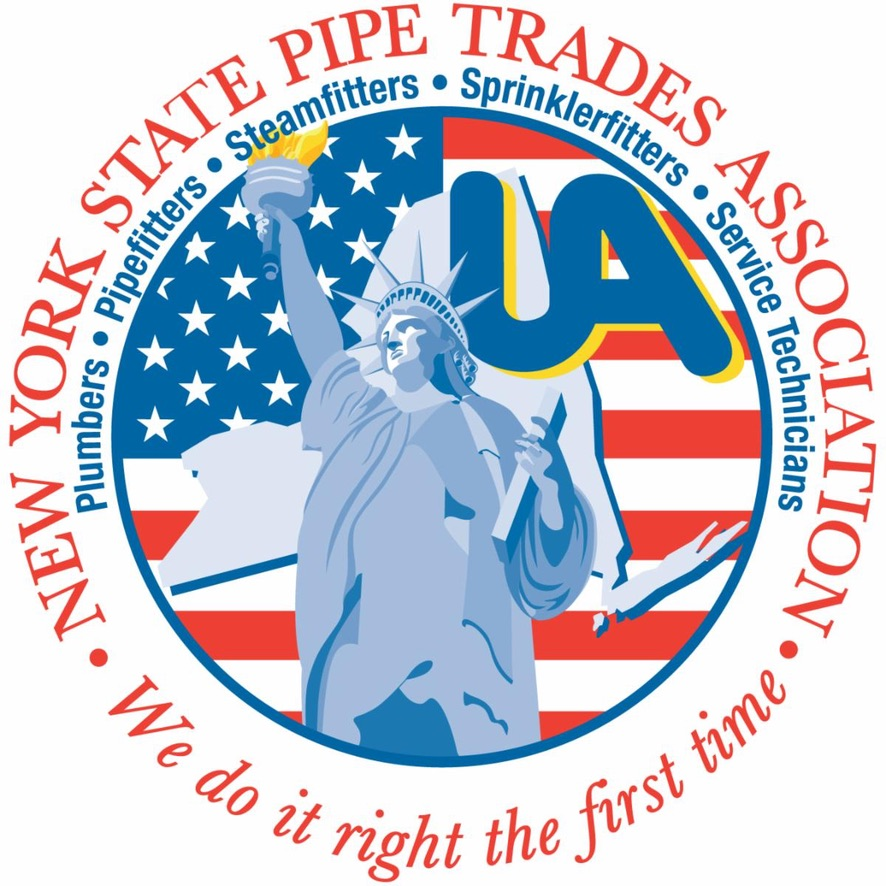 NEW YORK STATE PIPE TRADES ASSOCIATION
Plumbers • Pipefitters • Steamfitters • Sprinklerfitters • Service Technicians
UA
• We do it right the first time •